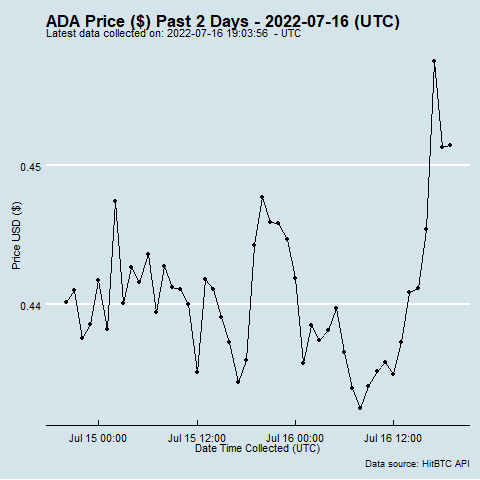 ADA Price ($) Past 2 Days - 2022-07-16 (UTC)
Latest data collected on: 2022-07-16 19:03:56 - UTC
0.45
Price USD ($)
0.44
Jul 15 00:00 Jul 15 12:00 Jul 16 00:00 Jul 16 12:00
Date Time Collected (UTC)
Data source: HitBTC API